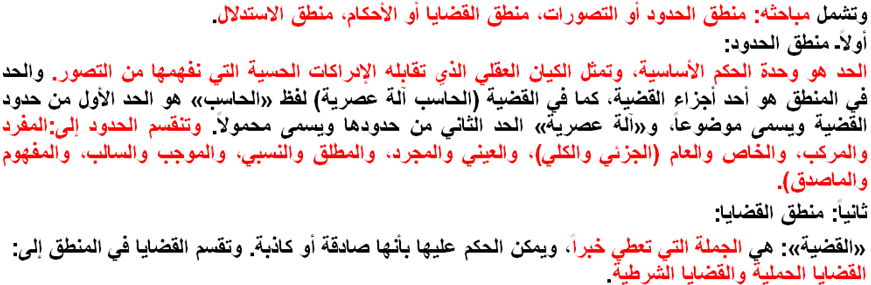 وتشمل مباحثه: منطق الحدود أو التصورات، منطق القضايا أو الأحكام، منطق الاستدلال.
أولاً۔ منطق الحدود:
الحد هو وحدة الحكم الأساسية، وتمثل الكيان العقلي الذي تقابله الإدراكات الحسية التي نفهمها من التصور. والحد
في المنطق هو أحد أجزاء القضية، كما في القضية (الحاسب آلة عصرية) لفظ «الحاسب» هو الحد الأول من حدود
القضية ويسمى موضوعاً، و«آلة عصرية» الحد الثاني من حدودها ويسمى محمولاً. وتنقسم الحدود إلى:المفرد
والمركب، والخاص والعام (الجزئي والكلي)، والعيني والمجرد، والمطلق والنسبي، والموجب والسالب، والمفهوم
والماصدق).
ثانياً: منطق القضايا:
«القضية»: هي الجملة التي تعطي خبراً، ويمكن الحكم عليها بأنها صادقة أو كاذبة. وتقسم القضايا في المنطق إلى:
القضايا الحملية والقضايا الشرطية.